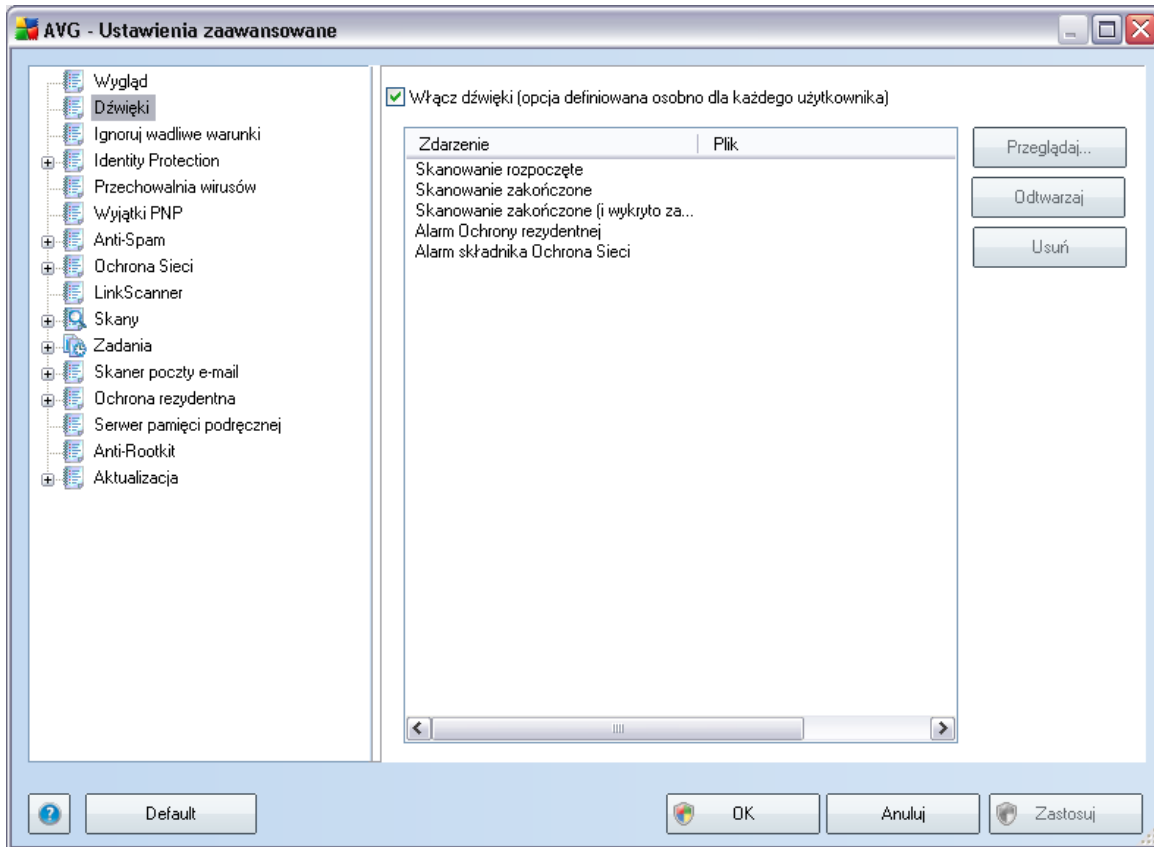 AVG - Ustawienia zaawansowane
Wygląd
Dźwięki
Ignoruj wadliwe warunki
Identity Protection
Przechowalnia wirusów
Wyjątki PNP
Anti-Spam
Ochrona Sieci
LinkScanner
Skany
Zadania
Skaner poczty e-mail
Ochrona rezydentna
Serwer pamięci podręcznej
Anti-Rootkit
Aktualizacja
Włącz dźwięki (opcja definiowana osobno dla każdego użytkownika)
Zdarzenie Plik
Skanowanie rozpoczęte
Skanowanie zakończone
Skanowanie zakończone (i wykryto za...
Alarm Ochrony rezydentnej
Alarm składnika Ochrona Sieci
Przeglądaj...
Odtwarzaj
Usuń
Default
OK
Anuluj
Zastosuj